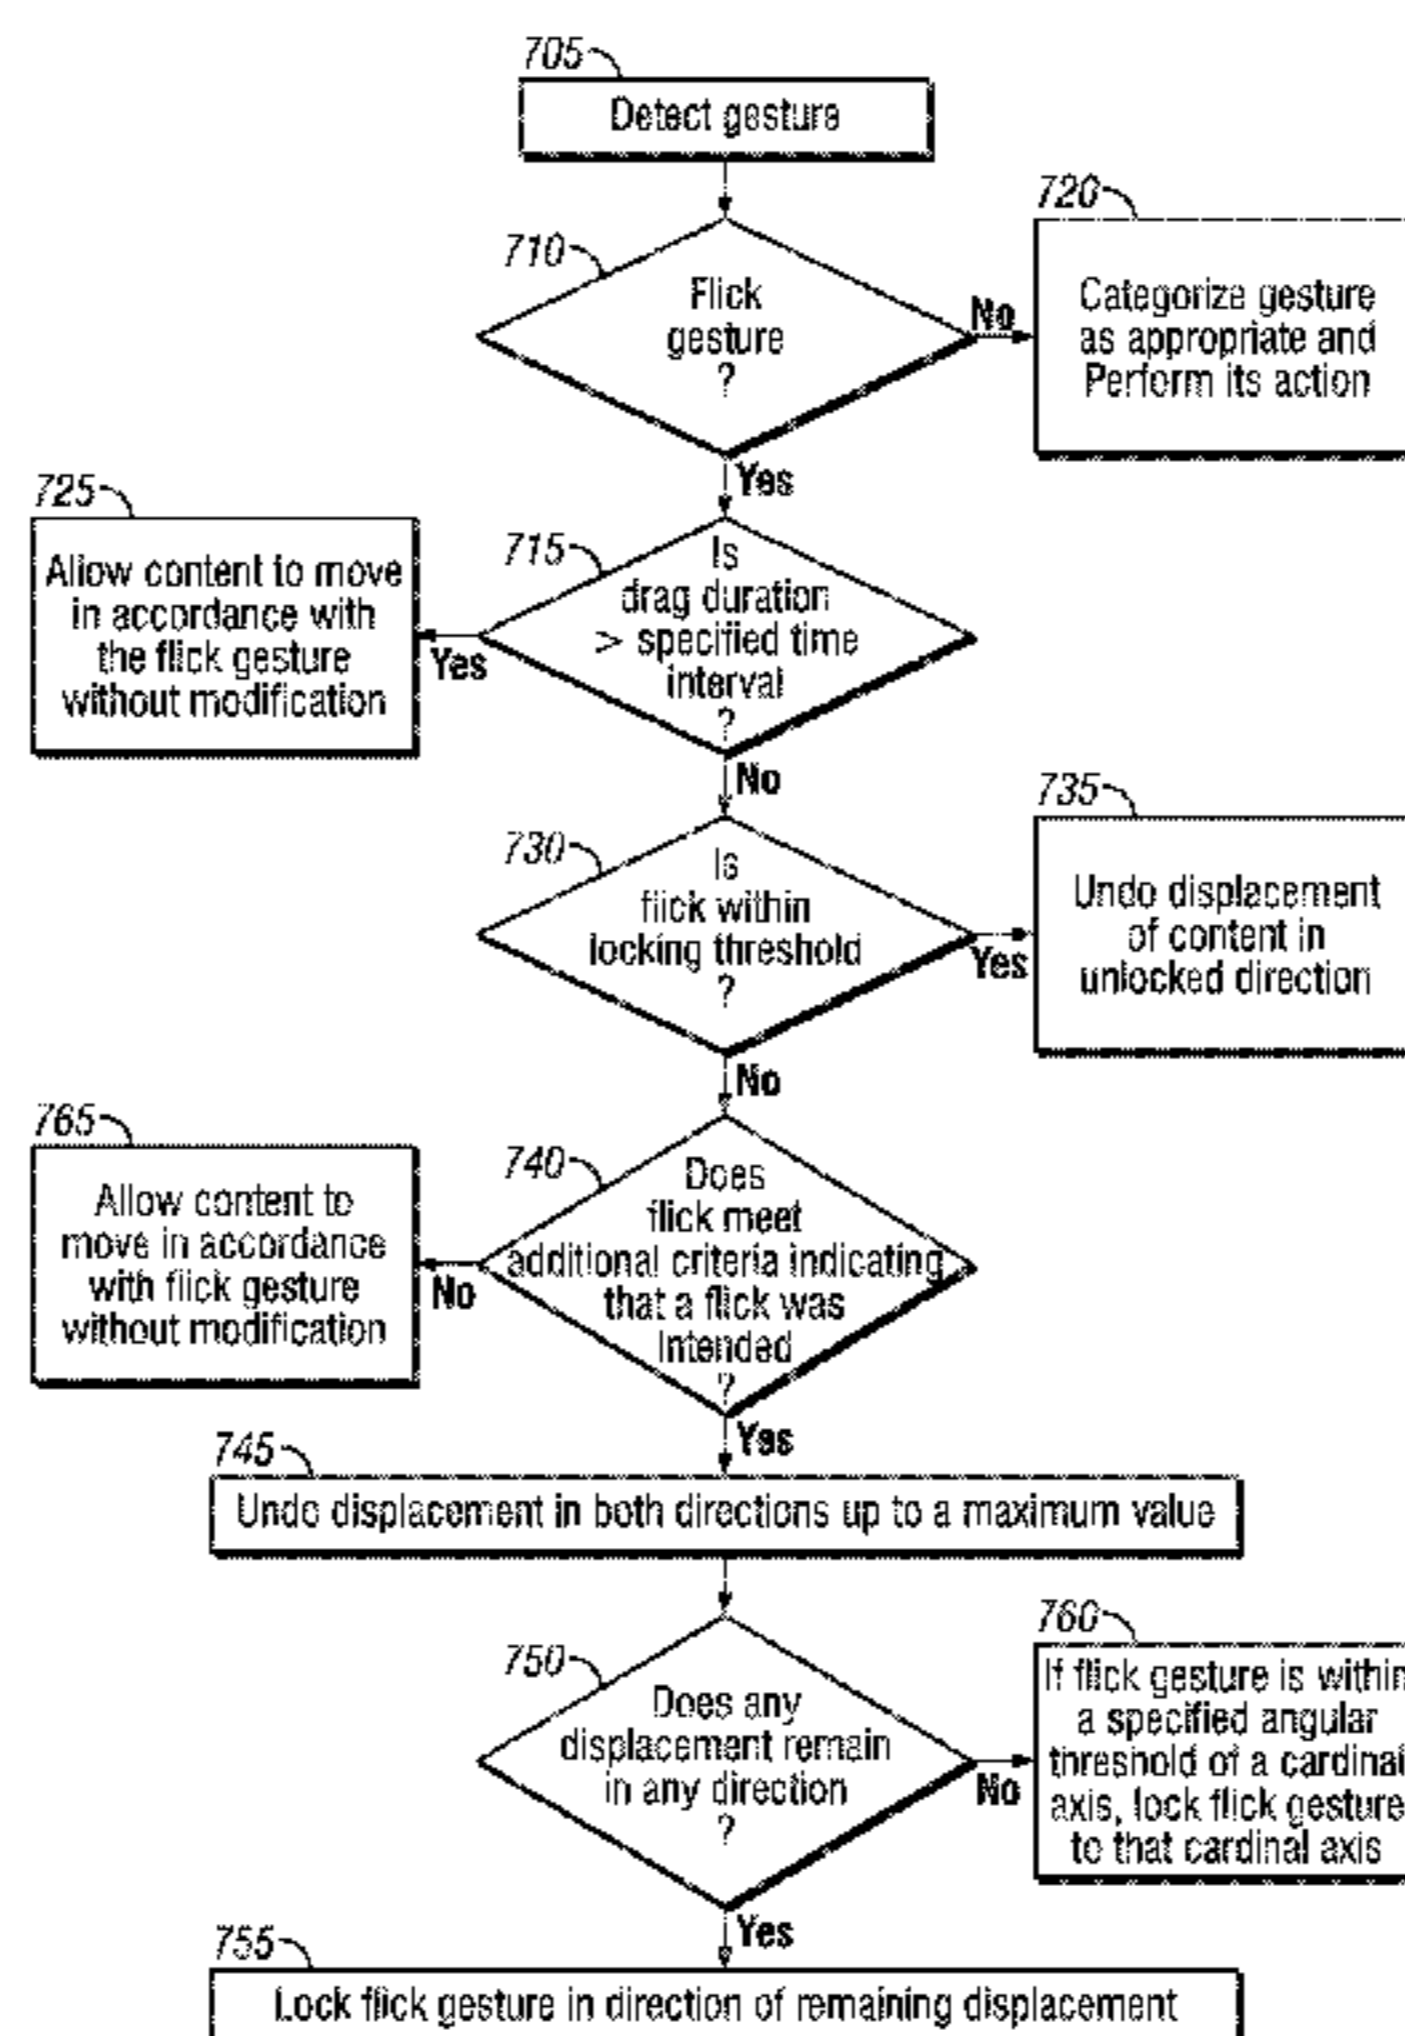 705
Detect gesture
710
Flick
gesture
?
No
720
Categorize gesture
as appropriate and
Perform its action
Yes
725
Allow content to move
in accordance with
the flick gesture
without modification
Yes
715
Is
drag duration
> specified time
interval
?
No
730
Is
flick within
locking threshold
?
Yes
735
Undo displacement
of content in
unlocked direction
No
765
Allow content to
move in accordance
with flick gesture
without modification
No
740
Does
flick meet
additional criteria indicating
that a flick was
Intended
?
Yes
745
Undo displacement in both directions up to a maximum value
750
Does any
displacement remain
in any direction
?
No
760
If flick gesture is within
a specified angular
threshold of a cardinal
axis, lock flick gesture
to that cardinal axis
Yes
755
Lock flick gesture in direction of remaining displacement